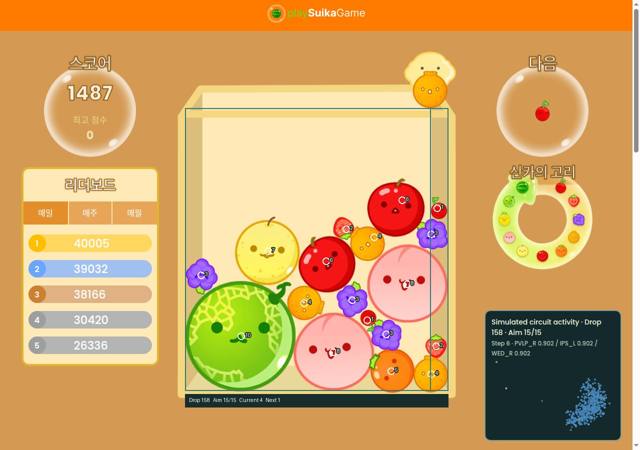 playSuikaGame
스코어
1487
최고 점수
0
리더보드
매일 매주 매월
1 40005
2 39032
3 38166
4 30420
5 26336
다음
산카의 고리
Simulated circuit activity · Drop 158 · Aim 15/15
Step 6 · PVLP_R 0.902 / IPS_L 0.902 / WED_R 0.902
Drop 158 Aim 15/15 Current 4 Next 1